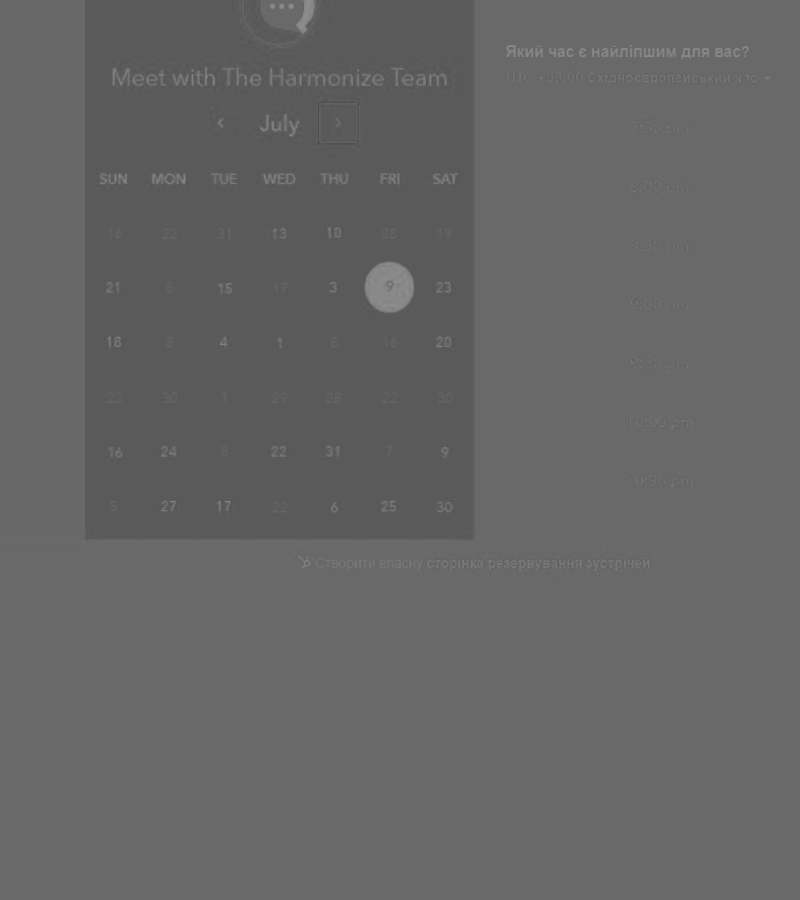 Meet with The Harmonize Team
July
SUN MON TUE WED THU FRI SAT
16 22 31 13 10 28 19
21 8 15 17 3 9 23
18 8 4 1 8 16 20
22 30 1 29 28 22 30
16 24 8 22 31 7 9
5 27 17 22 6 25 30
Який час є найліпшим для вас?
UTC +03:00 Східноєвропейський час
7:30 pm
8:00 pm
8:30 pm
9:00 pm
9:30 pm
10:00 pm
10:30 pm
Створити власну сторінка резервування зустрічей